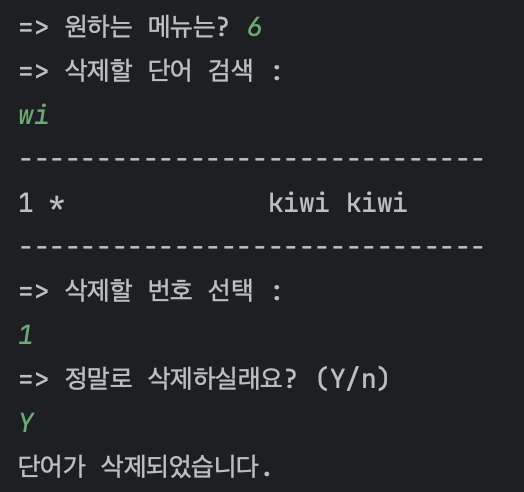 => 원하는 메뉴는? 6
=> 삭제할 단어 검색 :
wi
--------------------------------
1 *             kiwi kiwi
--------------------------------
=> 삭제할 번호 선택 :
1
=> 정말로 삭제하실래요? (Y/n)
Y
단어가 삭제되었습니다.